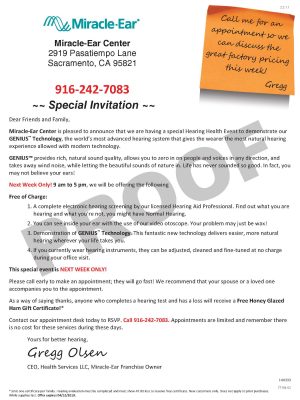 Miracle-Ear®
Call me for an
appointment so we
can discuss the
great factory pricing
this week!
Gregg
Miracle-Ear Center
2919 Pasatiempo Lane
Sacramento, CA 95821
916-242-7083
~~ Special Invitation ~~
Dear Friends and Family,
Miracle-Ear Center is pleased to announce that we are having a special Hearing Health Event to demonstrate our
GENIUS™ Technology, the world's most advanced hearing system that gives the wearer the most natural hearing
experience allowed with modern technology.
GENIUS™ provides rich, natural sound quality, allows you to zero in on people and voices in any direction, and
takes away wind noise, while letting the beautiful sounds of nature in. Life has never sounded so good. In fact, you
may not believe your ears!
Next Week Only! 9 am to 5 pm, we will be offering the following
Free of Charge:
1. A complete electronic hearing screening by our licensed Hearing Aid Professional. Find out what you are
hearing and what you're not, you might have Normal Hearing.
2. You can see inside your ear with the use of our video otoscope. Your problem may just be wax!
3. Demonstration of GENIUS™ Technology. This fantastic new technology delivers easier, more natural
hearing wherever your life takes you.
4. If you currently wear hearing instruments, they can be adjusted, cleaned and fine-tuned at no charge
during your office visit.
This special event is NEXT WEEK ONLY!
Please call early to make an appointment; they will go fast! We recommend that your spouse or a loved one
accompanies you to the appointment.
As a way of saying thanks, anyone who completes a hearing test and has a loss will receive a Free Honey Glazed
Ham Gift Certificate!*
Contact our appointment desk today to RSVP. Call 916-242-7083. Appointments are limited and remember there
is no cost for these services during these days.
Yours for better hearing,
Gregg Olsen
CEO, Health Services LLC, Miracle-Ear Franchise Owner
PROOF